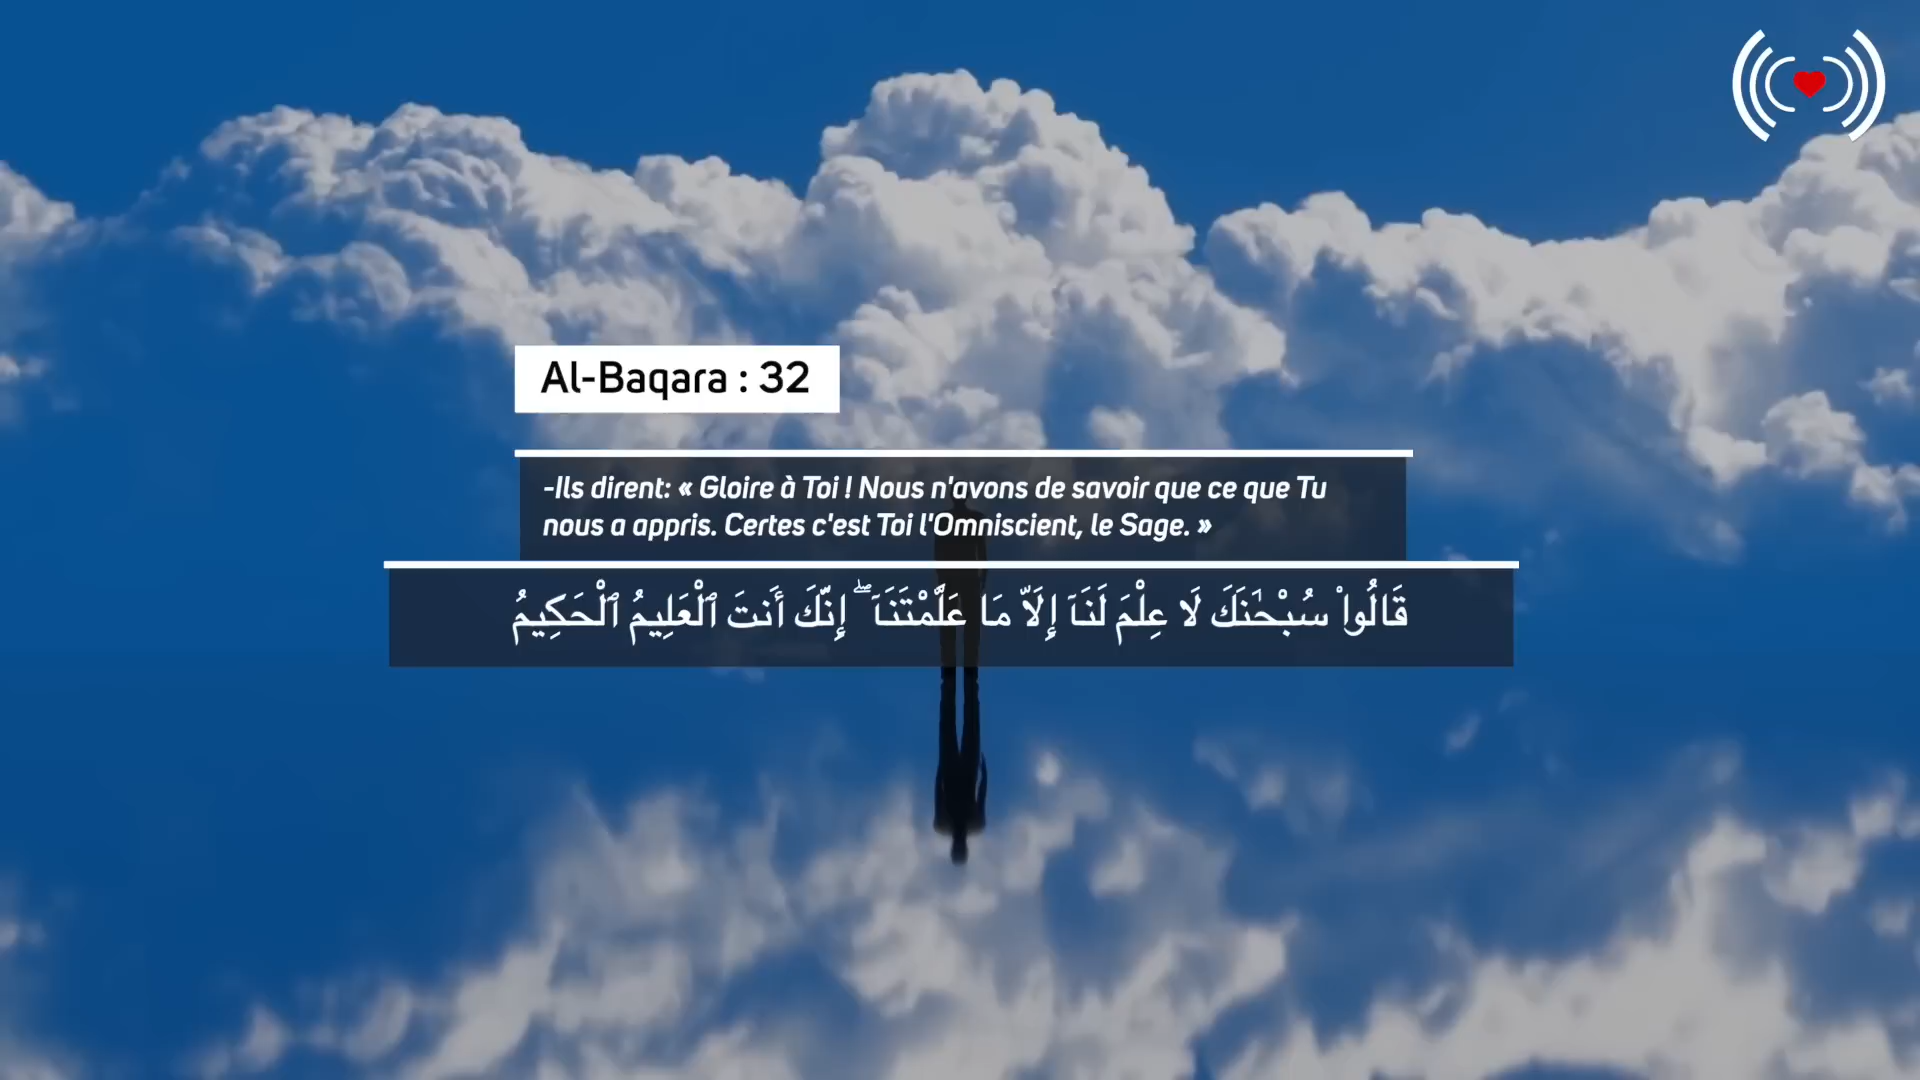 Al-Baqara : 32
-Ils dirent: « Gloire à Toi ! Nous n'avons de savoir que ce que Tu
nous a appris. Certes c'est Toi l'Omniscient, le Sage. »
قَالُوا۟ سُبْحَٰنَكَ لَا عِلْمَ لَنَآ إِلَّا مَا عَلَّمْتَنَآ ۖ إِنَّكَ أَنتَ ٱلْعَلِيمُ ٱلْحَكِيمُ